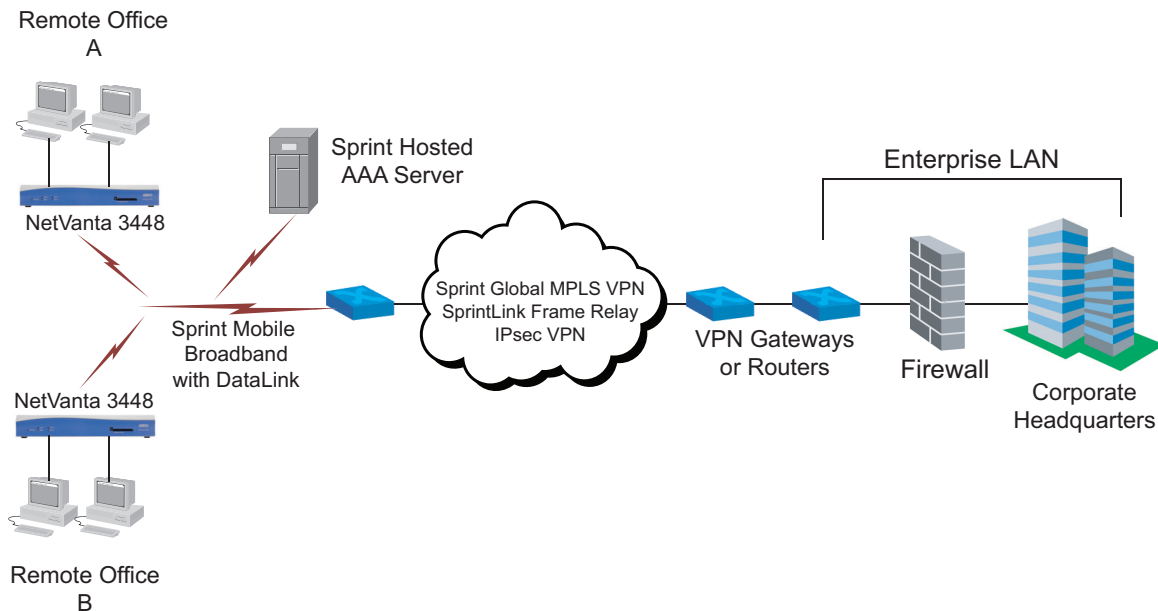 Remote Office
A
NetVanta 3448
Sprint Hosted
AAA Server
Enterprise LAN
Sprint Mobile
Broadband
with DataLink
Sprint Global MPLS VPN
SprintLink Frame Relay
IPsec VPN
VPN Gateways
or Routers
Firewall
Corporate
Headquarters
NetVanta 3448
Remote Office
B